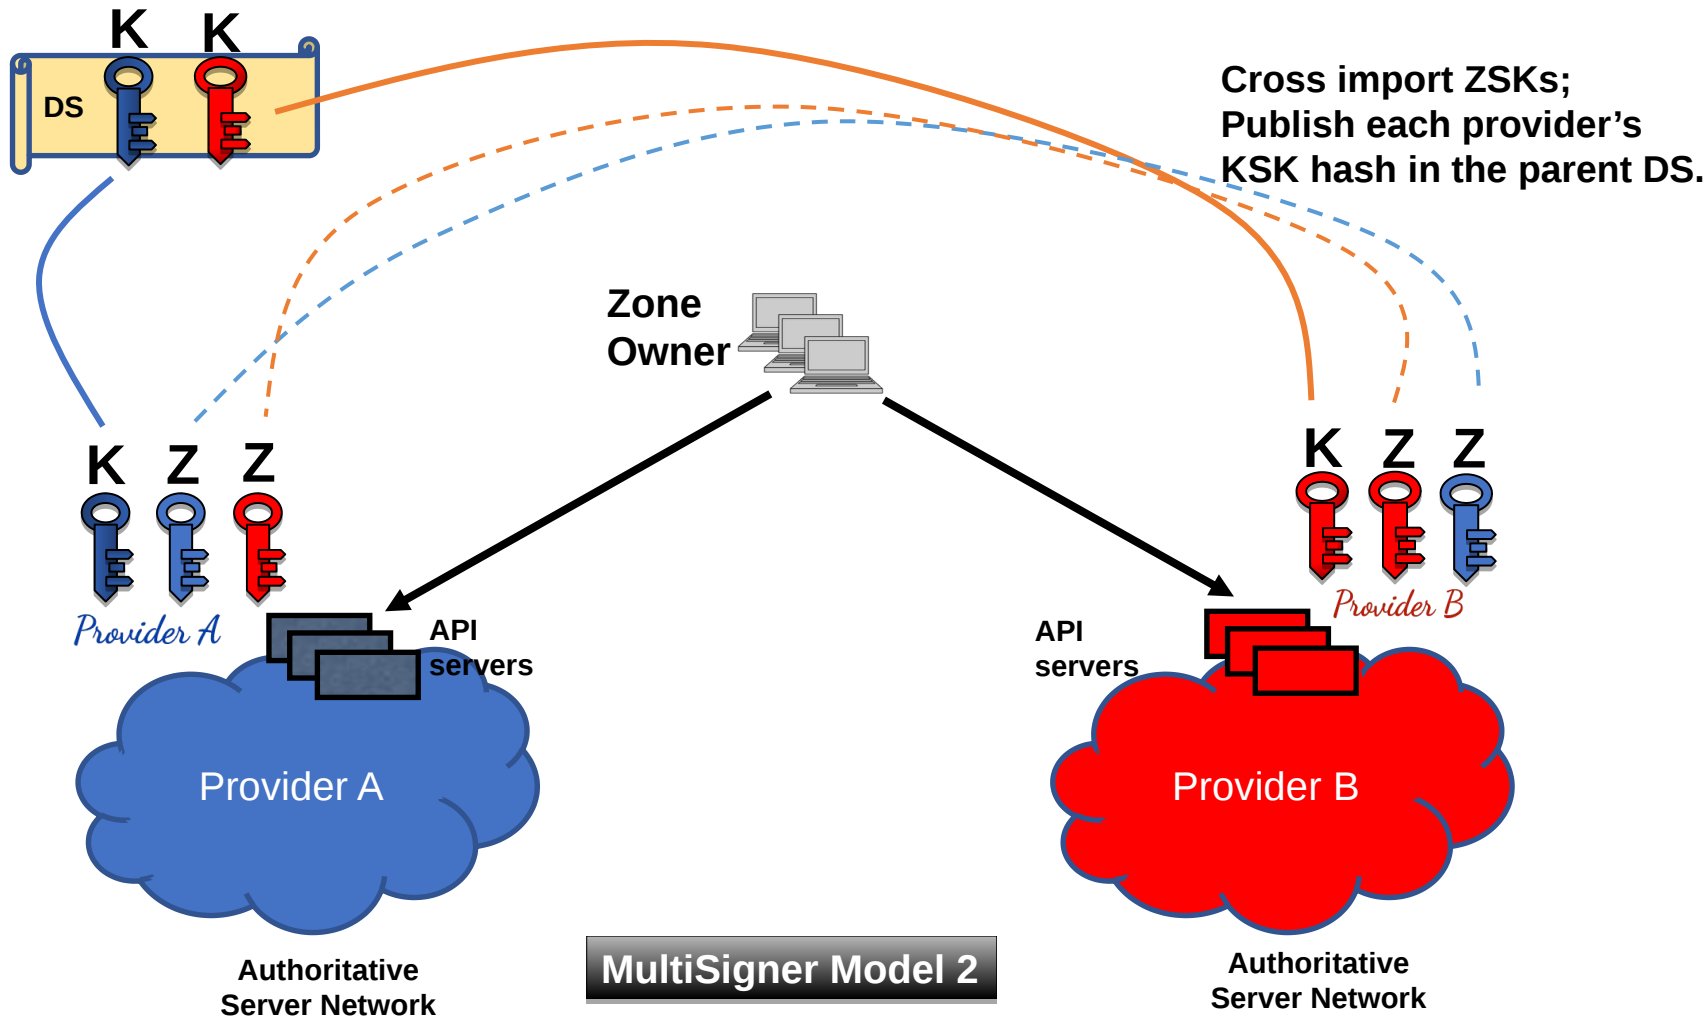 K K
DS
Cross import ZSKs;
Publish each provider’s
KSK hash in the parent DS.
Zone
Owner
K Z Z
K Z Z
Provider A
Provider B
API
servers
API
servers
Provider A
Provider B
Authoritative
Server Network
MultiSigner Model 2
Authoritative
Server Network